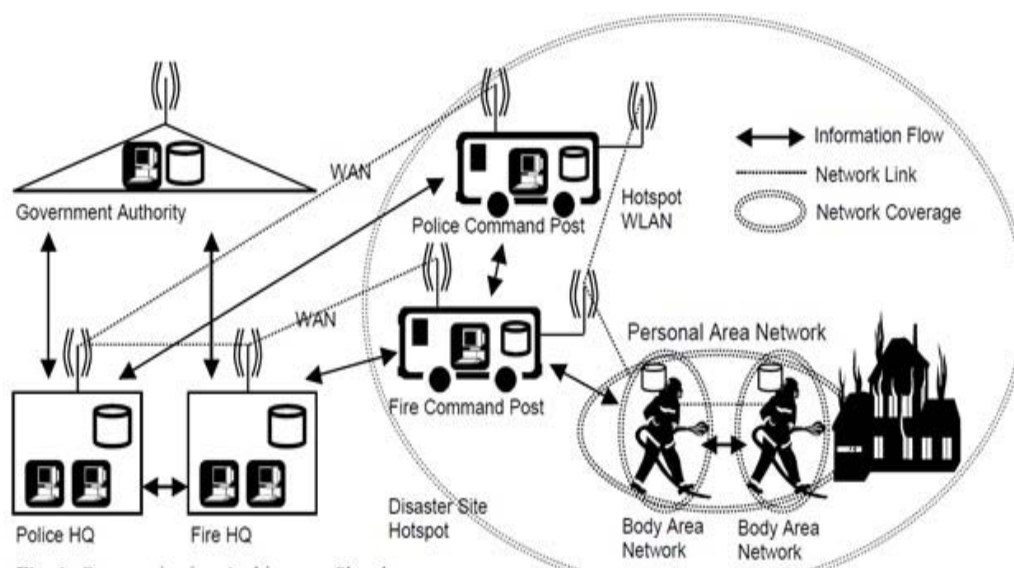 WAN
Government Authority
Police Command Post
Hotspot
WLAN
Information Flow
Network Link
Network Coverage
WAN
Personal Area Network
Fire Command Post
Police HQ
Fire HQ
Disaster Site
Hotspot
Body Area
Network
Body Area
Network